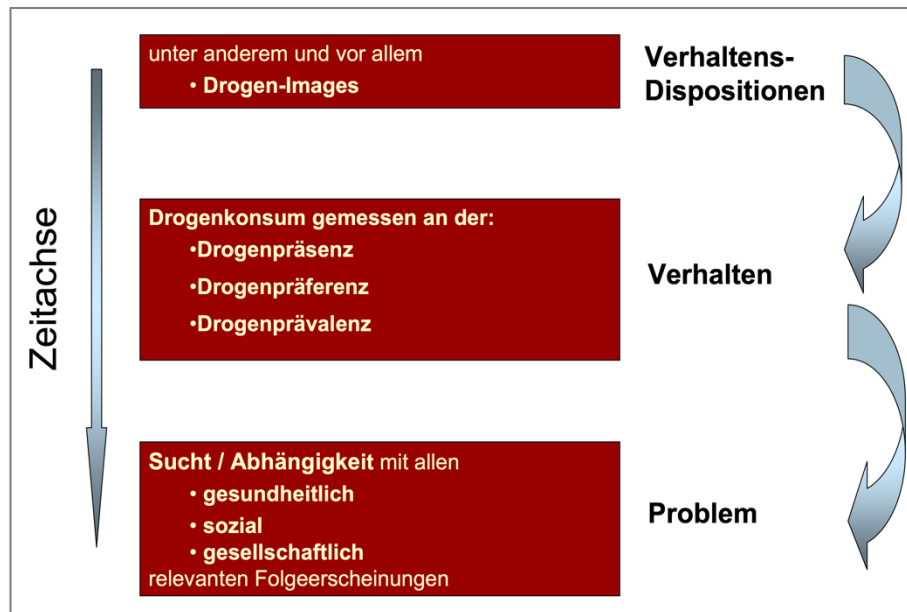 Zeitachse
unter anderem und vor allem
• Drogen-Images
Verhaltens-
Dispositionen
Drogenkonsum gemessen an der:
•Drogenpräsenz
•Drogenpräferenz
•Drogenprävalenz
Verhalten
Sucht / Abhängigkeit mit allen
• gesundheitlich
• sozial
• gesellschaftlich
relevanten Folgeerscheinungen
Problem